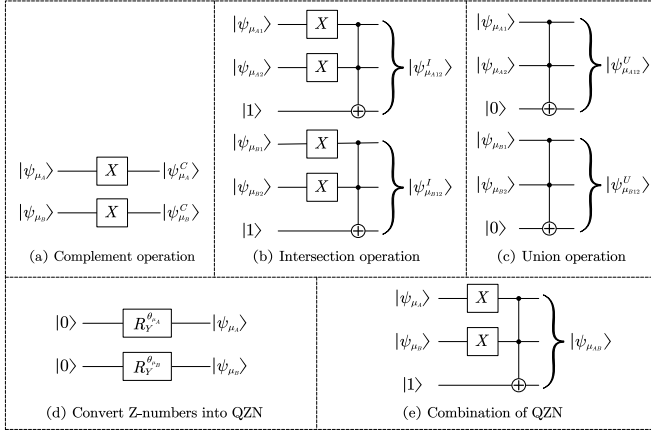 |ψ_{μ_A}⟩ X |ψ^C_{μ_A}⟩
|ψ_{μ_B}⟩ X |ψ^C_{μ_B}⟩
(a) Complement operation
|ψ_{μ_{A1}}⟩ X
|ψ_{μ_{A2}}⟩ X |ψ^I_{μ_{A12}}⟩
|1⟩
|ψ_{μ_{B1}}⟩ X
|ψ_{μ_{B2}}⟩ X |ψ^I_{μ_{B12}}⟩
|1⟩
(b) Intersection operation
|ψ_{μ_{A1}}⟩
|ψ_{μ_{A2}}⟩ |ψ^U_{μ_{A12}}⟩
|0⟩
|ψ_{μ_{B1}}⟩
|ψ_{μ_{B2}}⟩ |ψ^U_{μ_{B12}}⟩
|0⟩
(c) Union operation
|0⟩ R_Y^{θ_{μ_A}} |ψ_{μ_A}⟩
|0⟩ R_Y^{θ_{μ_B}} |ψ_{μ_B}⟩
(d) Convert Z-numbers into QZN
|ψ_{μ_A}⟩ X
|ψ_{μ_B}⟩ X |ψ_{μ_{AB}}⟩
|1⟩
(e) Combination of QZN